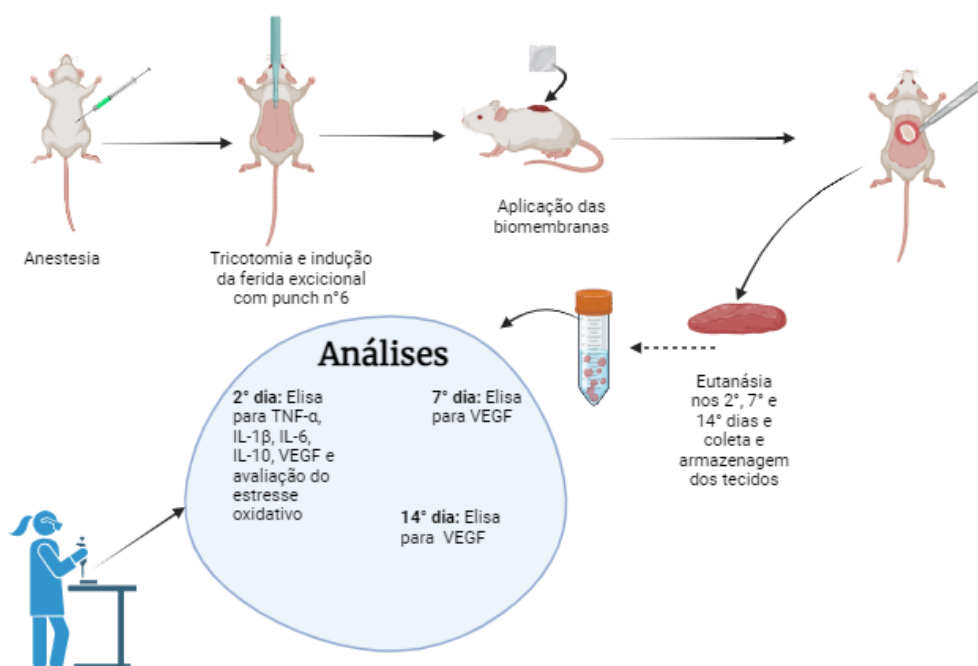 Anestesia
Tricotomia e indução
da ferida excicional
com punch n°6
Aplicação das
biomembranas
Eutanásia
nos 2°, 7° e
14° dias e
coleta e
armazenagem
dos tecidos
Análises
2° dia: Elisa
para TNF-α,
IL-1β, IL-6,
IL-10, VEGF e
avaliação do
estresse
oxidativo
7° dia: Elisa
para VEGF
14° dia: Elisa
para VEGF